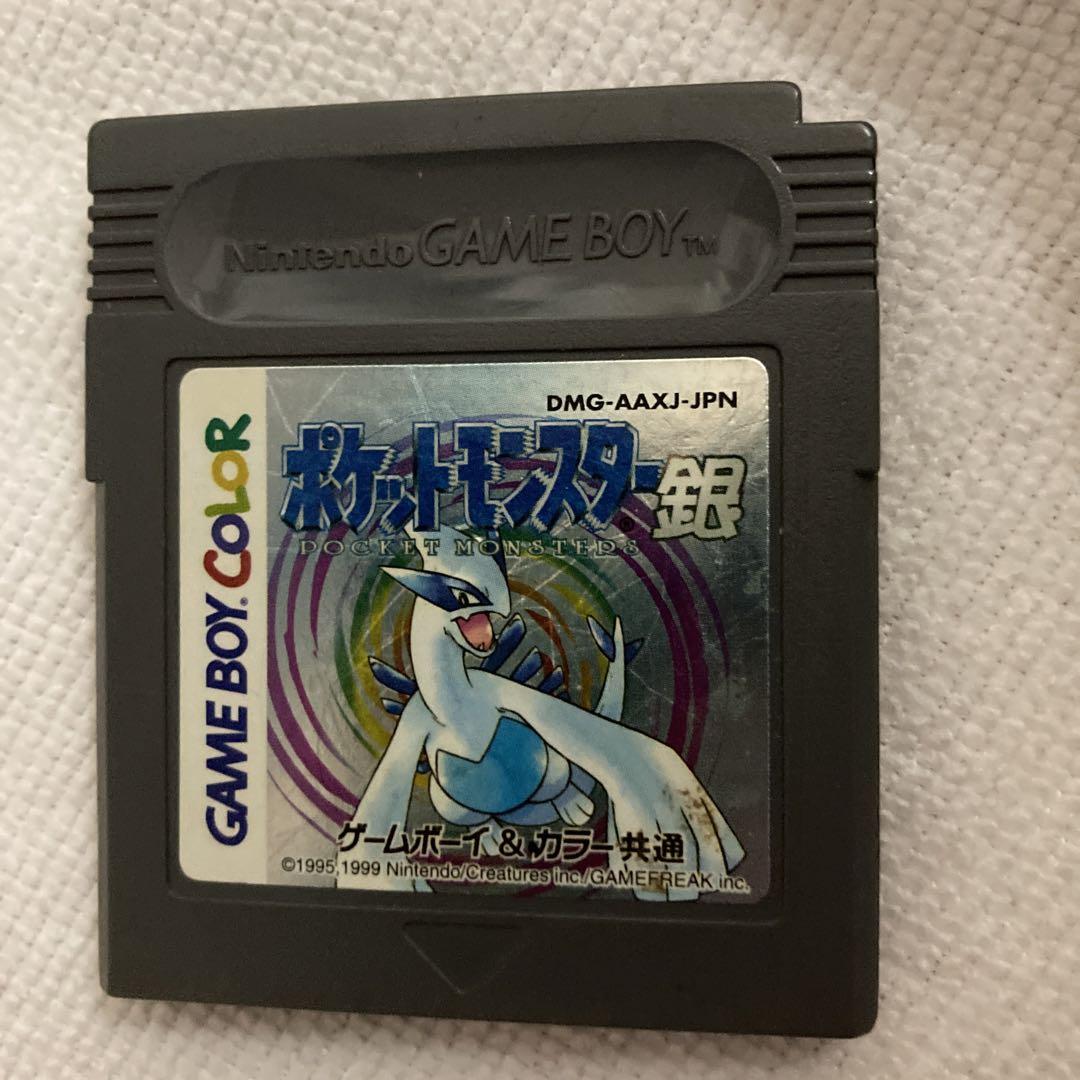 Nintendo GAME BOY™
DMG-AAXJ-JPN
ポケットモンスター®銀
POCKET MONSTERS
GAME BOY® COLOR
ゲームボーイ & カラー共通
©1995,1999 Nintendo/Creatures inc./GAMEFREAK inc.